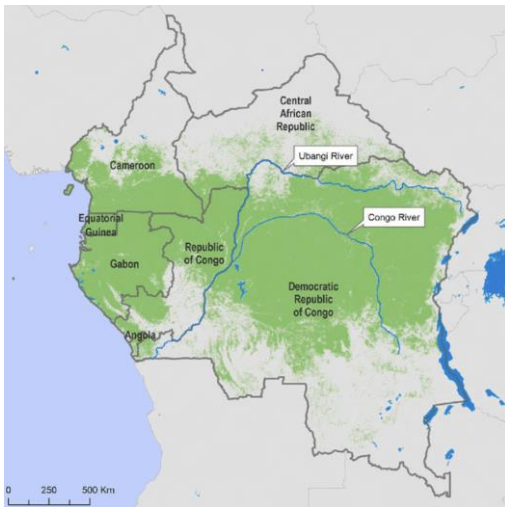 Central
African
Republic
Ubangi River
Cameroon
Congo River
Equatorial
Guinea
Republic
of Congo
Gabon
Democratic
Republic
of Congo
Angola
0 250 500 Km